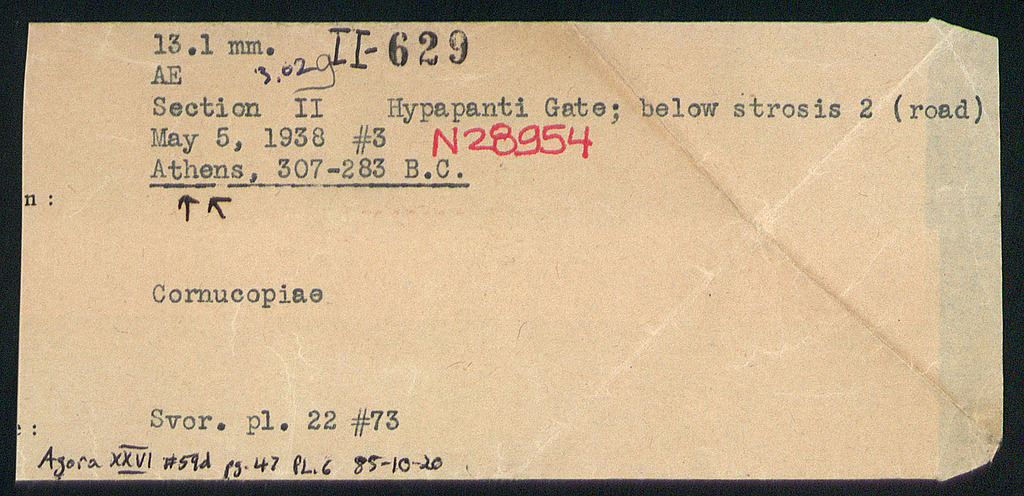 13.1 mm. II-629
AE 3.02g
Section II Hypapanti Gate; below strosis 2 (road)
May 5, 1938 #3 N28954
Athens, 307-283 B.C.
n:
↑ ↖
Cornucopiae
Svor. pl. 22 #73
:
Agora XXVI #59d pg. 47 PL. 6 85-10-20